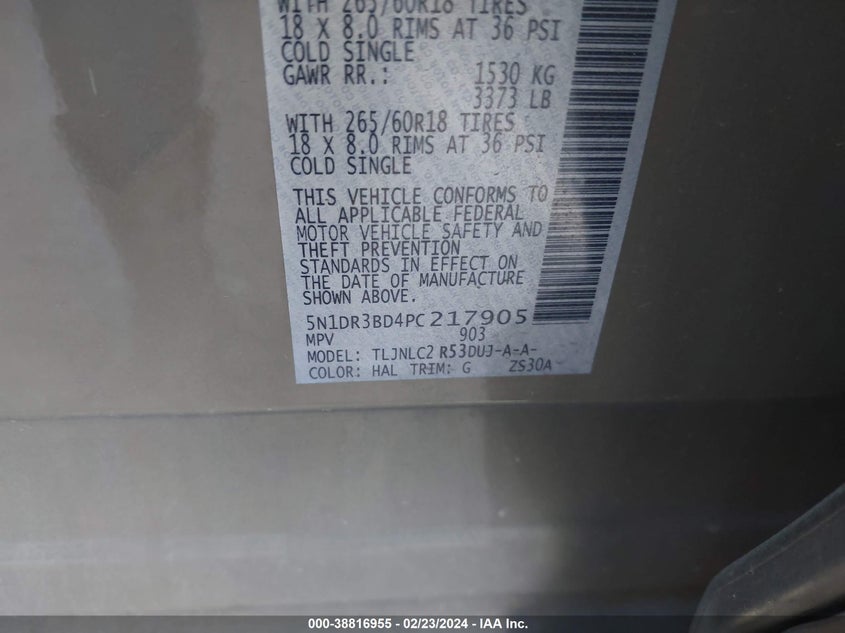 WITH 265/60R18 TIRES
18 X 8.0 RIMS AT 36 PSI
COLD SINGLE
GAWR RR.: 1530 KG
3373 LB
WITH 265/60R18 TIRES
18 X 8.0 RIMS AT 36 PSI
COLD SINGLE
THIS VEHICLE CONFORMS TO
ALL APPLICABLE FEDERAL
MOTOR VEHICLE SAFETY AND
THEFT PREVENTION
STANDARDS IN EFFECT ON
THE DATE OF MANUFACTURE
SHOWN ABOVE.
5N1DR3BD4PC217905
MPV 903
MODEL: TLJNLC2 R53DUJ-A-A-
COLOR: HAL TRIM: G ZS30A
000-38816955 - 02/23/2024 - IAA Inc.